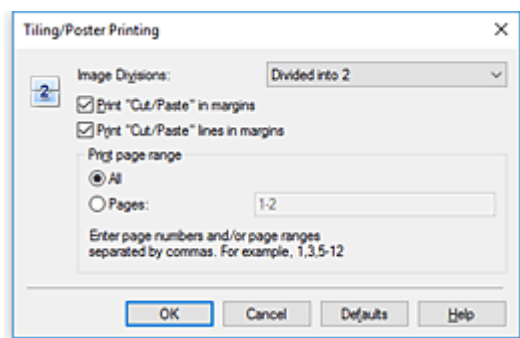 Tiling/Poster Printing
Image Divisions: Divided into 2
2
Print "Cut/Paste" in margins
Print "Cut/Paste" lines in margins
Print page range
All
Pages: 1-2
Enter page numbers and/or page ranges
separated by commas. For example, 1,3,5-12
OK Cancel Defaults Help